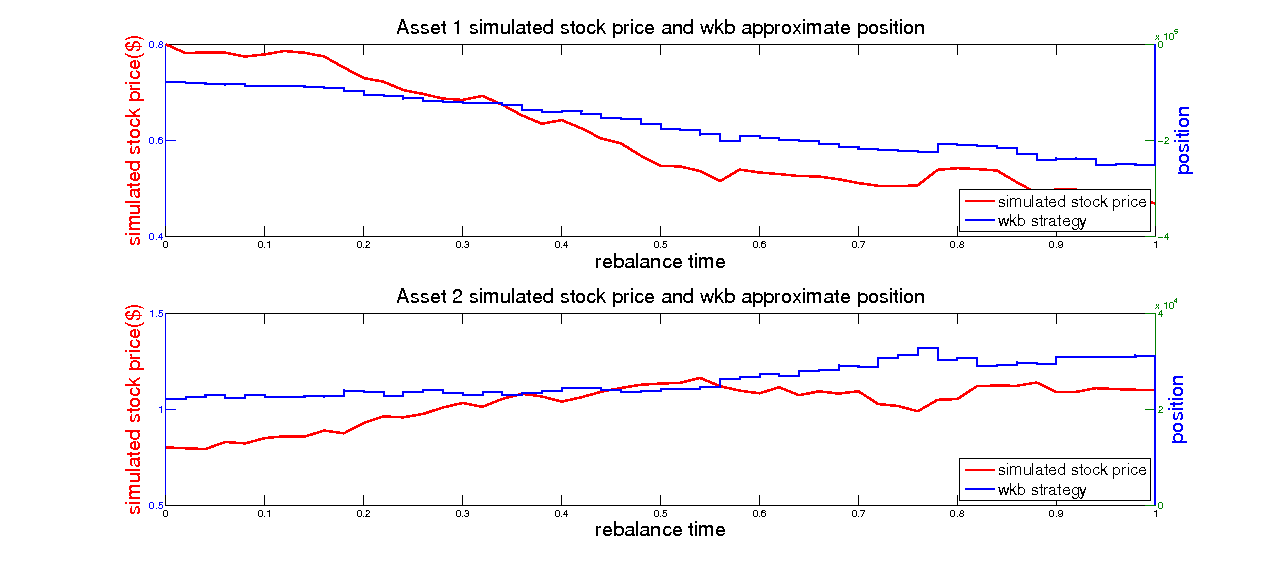 Asset 1 simulated stock price and wkb approximate position
x 10^5
simulated stock price($)
0.8
0.6
0.4
0
-2
-4
position
simulated stock price
wkb strategy
0 0.1 0.2 0.3 0.4 0.5 0.6 0.7 0.8 0.9 1
rebalance time
Asset 2 simulated stock price and wkb approximate position
x 10^4
simulated stock price($)
1.5
1
0.5
4
2
0
position
simulated stock price
wkb strategy
0 0.1 0.2 0.3 0.4 0.5 0.6 0.7 0.8 0.9 1
rebalance time